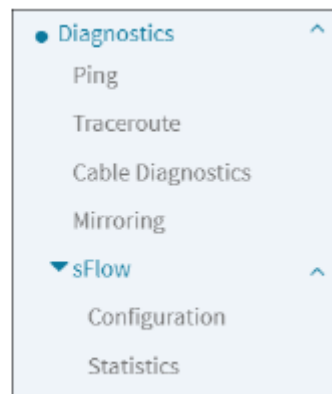 Diagnostics
Ping
Traceroute
Cable Diagnostics
Mirroring
sFlow
Configuration
Statistics